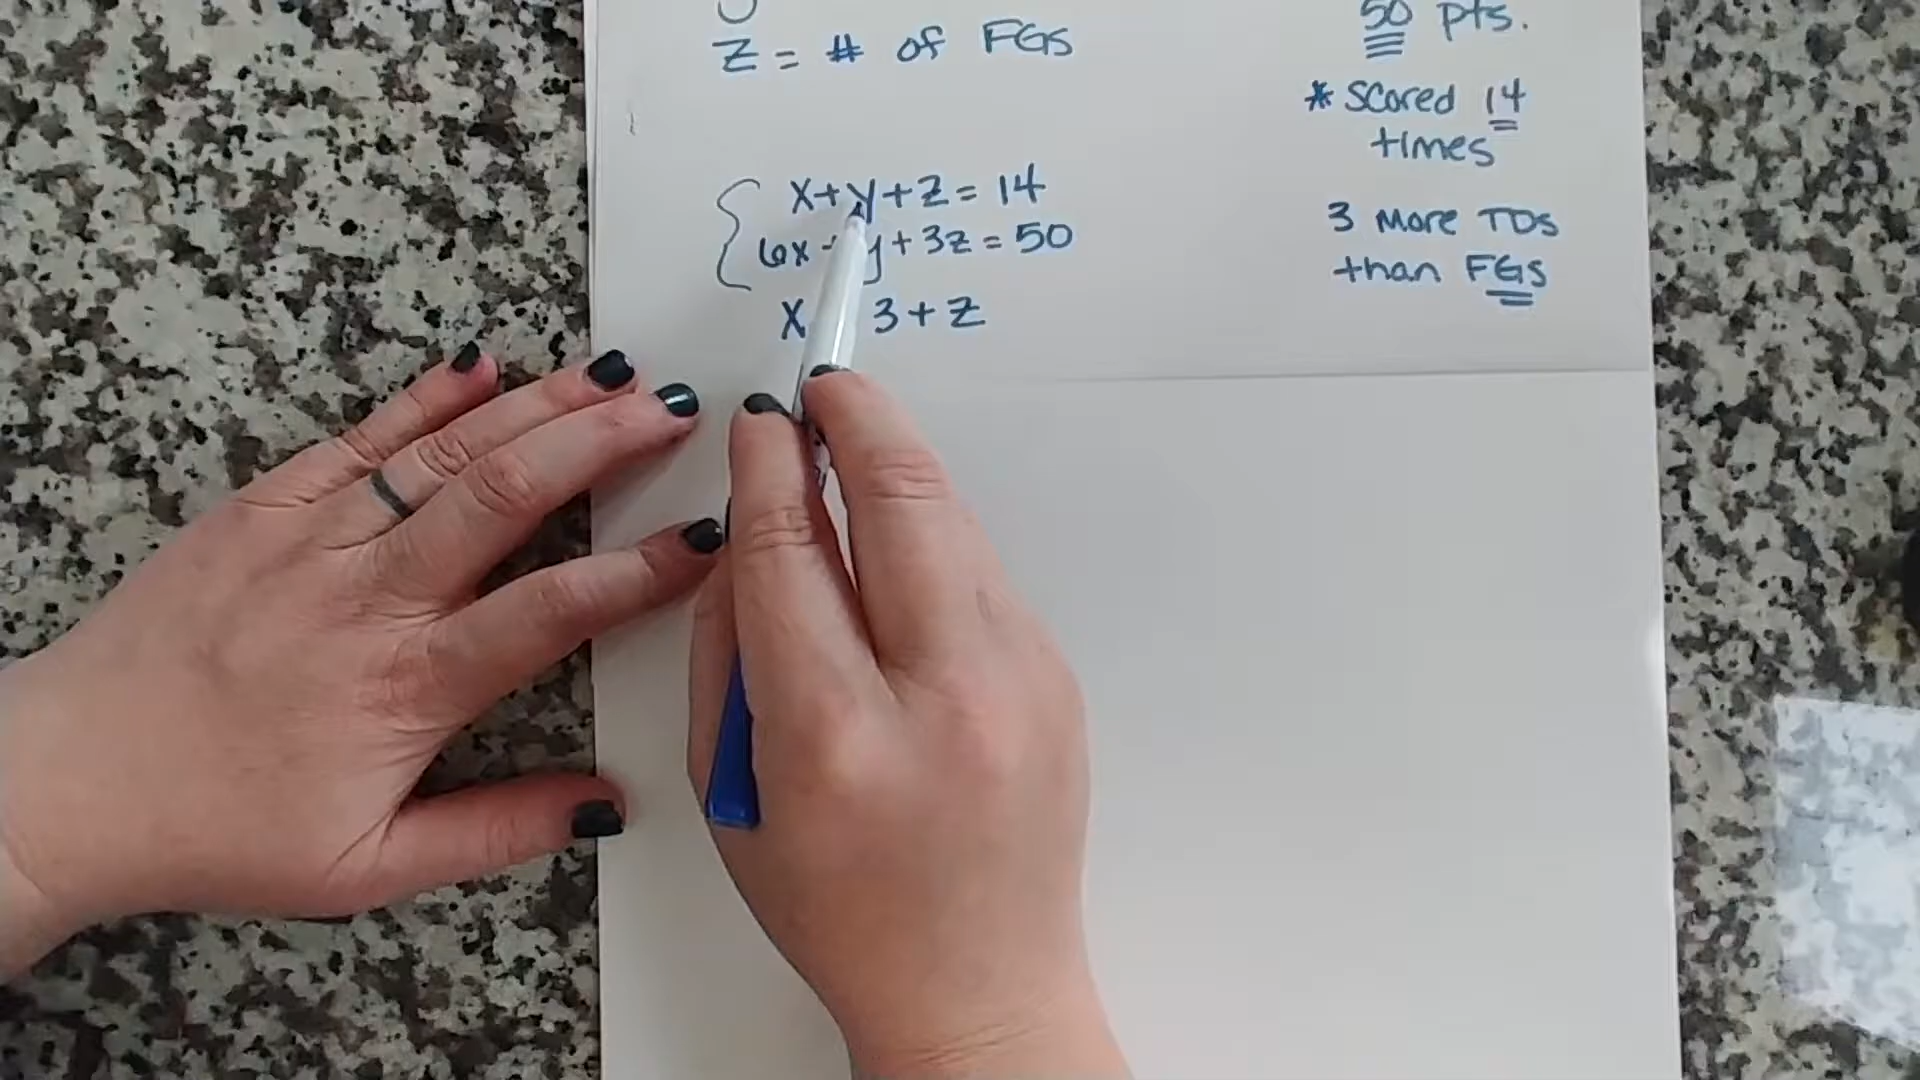 z = # of FGs
x+y+z = 14
6x + y + 3z = 50
x 3 + z
50 pts.
* Scored 14
times
3 More TDs
than FGs